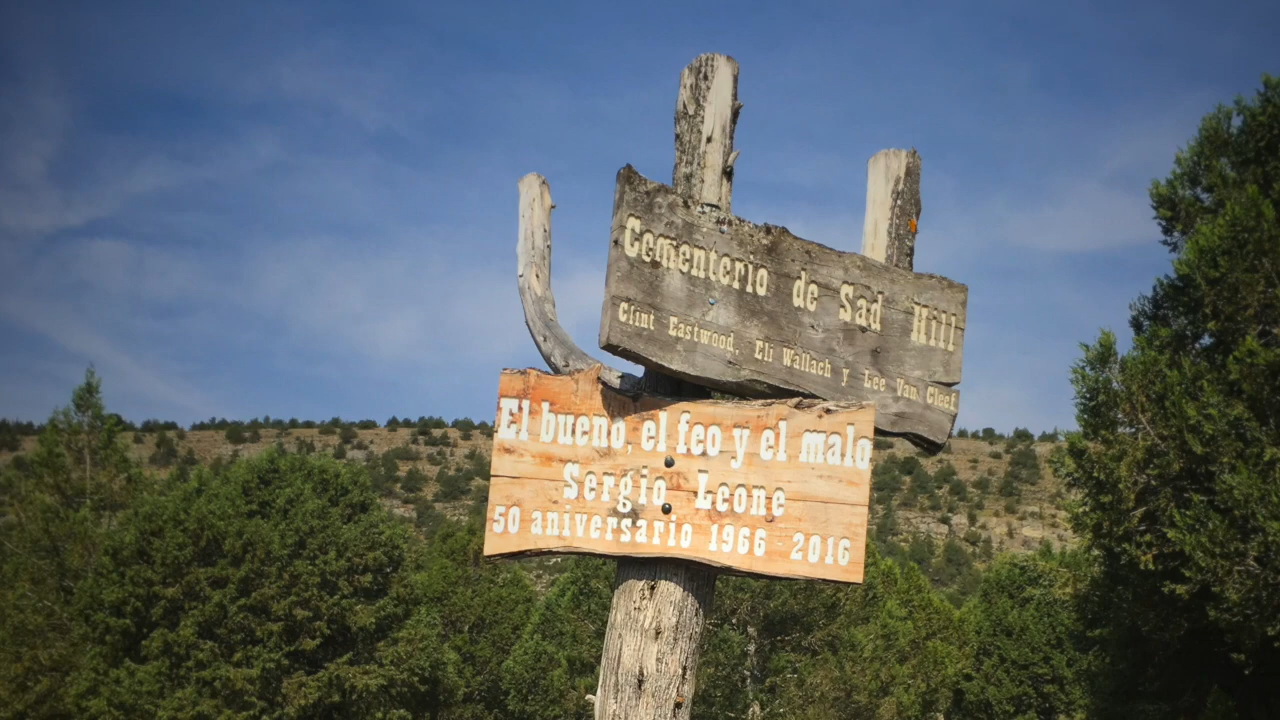 Cementerio de Sad Hill
Clint Eastwood, Eli Wallach y Lee Van Cleef
El bueno, el feo y el malo
Sergio Leone
50 aniversario 1966 2016